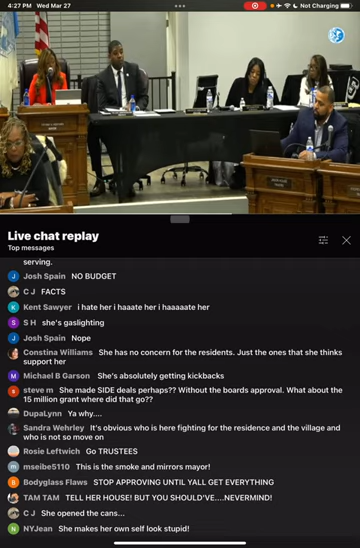 4:27 PM Wed Mar 27
Not Charging
Live chat replay
Top messages
serving.
Josh Spain NO BUDGET
C J FACTS
K Kent Sawyer i hate her i haaate her i haaaaate her
S S H she's gaslighting
J Josh Spain Nope
Constina Williams She has no concern for the residents. Just the ones that she thinks
support her
M Michael B Garson She's absolutely getting kickbacks
s steve m She made SIDE deals perhaps?? Without the boards approval. What about the
15 million grant where did that go??
DupaLynn Ya why....
Sandra Wehrley It's obvious who is here fighting for the residence and the village and
who is not so move on
Rosie Leftwich Go TRUSTEES
m mseibe5110 This is the smoke and mirrors mayor!
B Bodyglass Flaws STOP APPROVING UNTIL YALL GET EVERYTHING
TAM TAM TELL HER HOUSE! BUT YOU SHOULD'VE....NEVERMIND!
C J She opened the cans...
N NYJean She makes her own self look stupid!